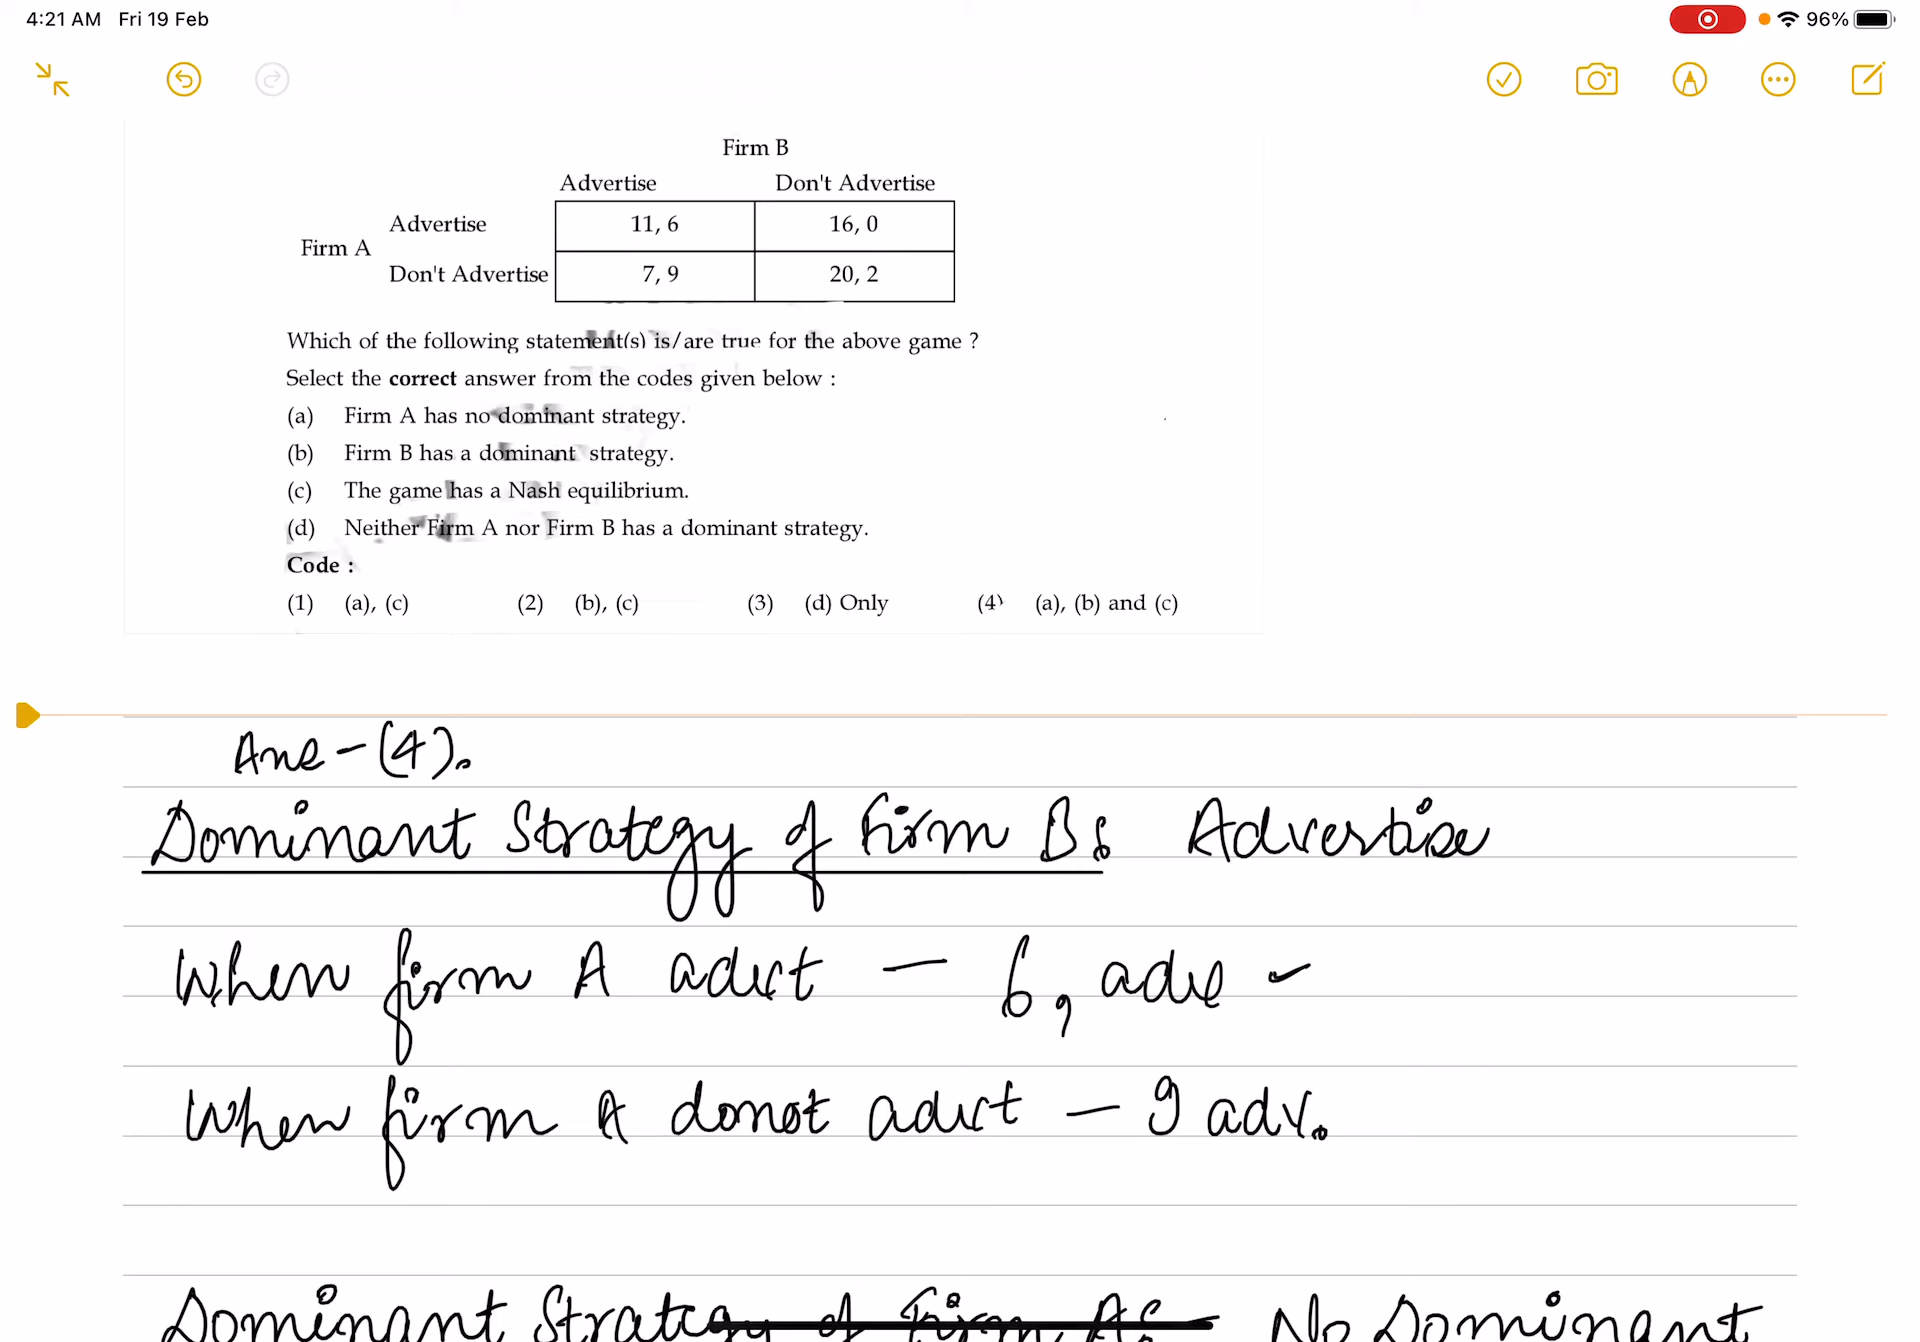 4:21 AM Fri 19 Feb 96%
Firm B
Advertise Don't Advertise
Advertise 11, 6 16, 0
Firm A
Don't Advertise 7, 9 20, 2
Which of the following statement(s) is/are true for the above game ?
Select the correct answer from the codes given below :
(a) Firm A has no dominant strategy.
(b) Firm B has a dominant strategy.
(c) The game has a Nash equilibrium.
(d) Neither Firm A nor Firm B has a dominant strategy.
Code :
(1) (a), (c) (2) (b), (c) (3) (d) Only (4) (a), (b) and (c)
Ans - (4).
Dominant Strategy of Firm B: Advertise
When firm A advt - 6, adv -
When firm A donot advt - 9 adv.
Dominant Strategy of Firm A: No Dominant